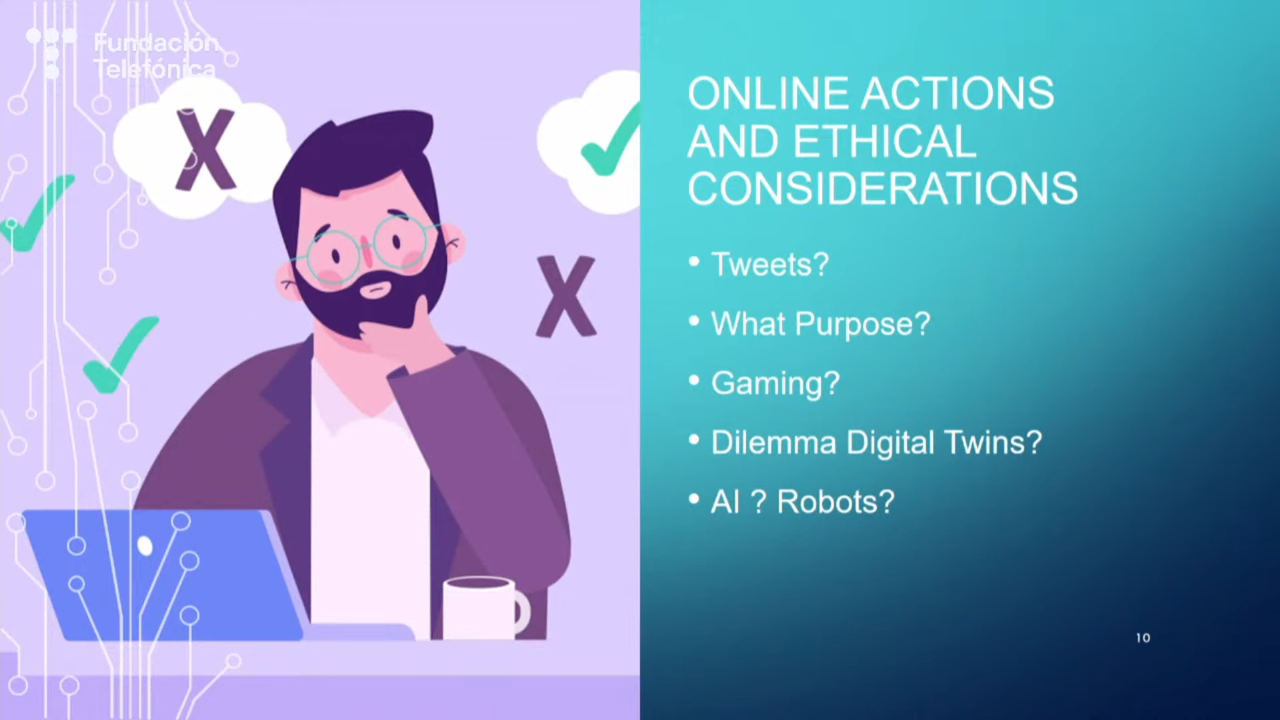 Fundación
Telefónica
X
X
ONLINE ACTIONS
AND ETHICAL
CONSIDERATIONS
• Tweets?
• What Purpose?
• Gaming?
• Dilemma Digital Twins?
• AI ? Robots?
10